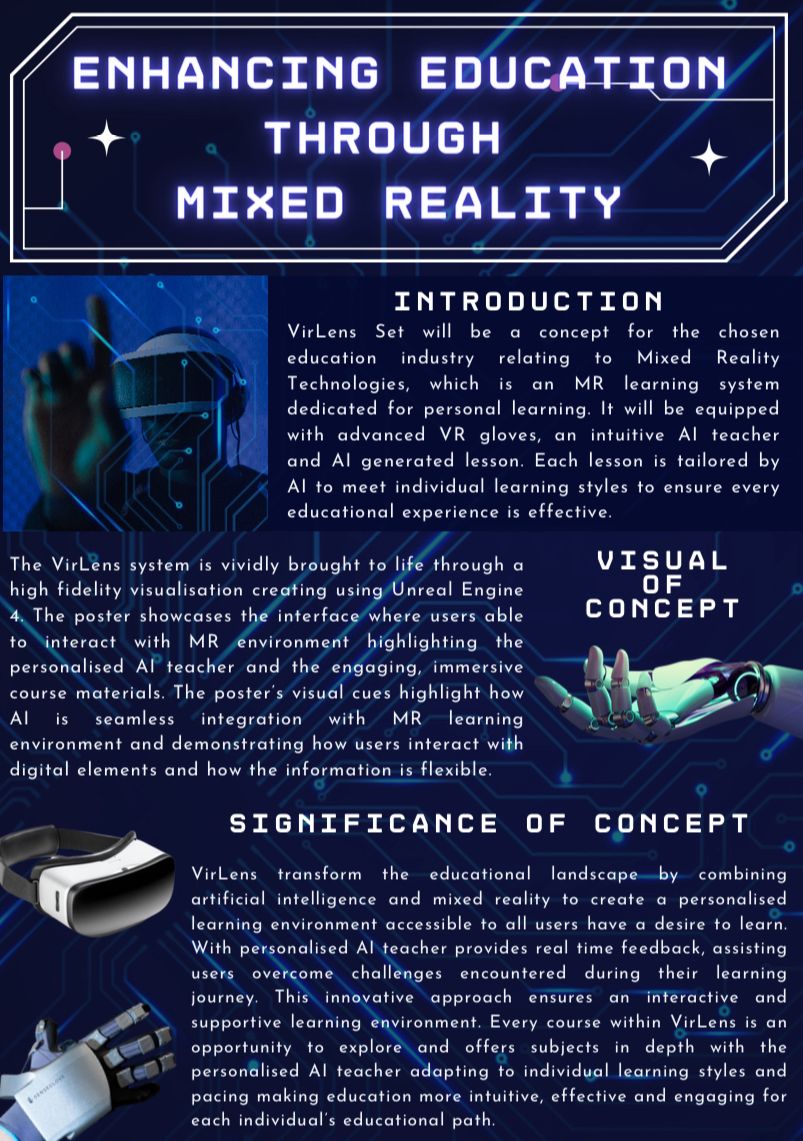 ENHANCING EDUCATION
THROUGH
MIXED REALITY
INTRODUCTION
VirLens Set will be a concept for the chosen
education industry relating to Mixed Reality
Technologies, which is an MR learning system
dedicated for personal learning. It will be equipped
with advanced VR gloves, an intuitive AI teacher
and AI generated lesson. Each lesson is tailored by
AI to meet individual learning styles to ensure every
educational experience is effective.
VISUAL
OF
CONCEPT
The VirLens system is vividly brought to life through a
high fidelity visualisation creating using Unreal Engine
4. The poster showcases the interface where users able
to interact with MR environment highlighting the
personalised AI teacher and the engaging, immersive
course materials. The poster's visual cues highlight how
AI is seamless integration with MR learning
environment and demonstrating how users interact with
digital elements and how the information is flexible.
SIGNIFICANCE OF CONCEPT
VirLens transform the educational landscape by combining
artificial intelligence and mixed reality to create a personalised
learning environment accessible to all users have a desire to learn.
With personalised AI teacher provides real time feedback, assisting
users overcome challenges encountered during their learning
journey. This innovative approach ensures an interactive and
supportive learning environment. Every course within VirLens is an
opportunity to explore and offers subjects in depth with the
personalised AI teacher adapting to individual learning styles and
pacing making education more intuitive, effective and engaging for
each individual's educational path.
SENSEGLOVE